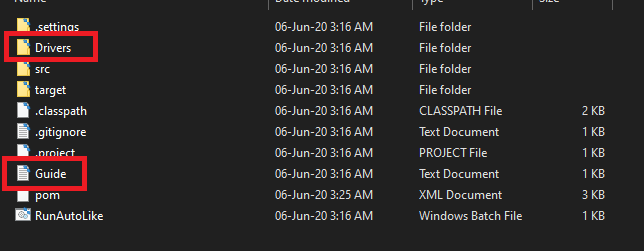 Date modified Type Size
.settings 06-Jun-20 3:16 AM File folder
Drivers 06-Jun-20 3:16 AM File folder
src 06-Jun-20 3:16 AM File folder
target 06-Jun-20 3:16 AM File folder
.classpath 06-Jun-20 3:16 AM CLASSPATH File 2 KB
.gitignore 06-Jun-20 3:16 AM Text Document 1 KB
.project 06-Jun-20 3:16 AM PROJECT File 1 KB
Guide 06-Jun-20 3:16 AM Text Document 1 KB
pom 06-Jun-20 3:25 AM XML Document 3 KB
RunAutoLike 06-Jun-20 3:16 AM Windows Batch File 1 KB